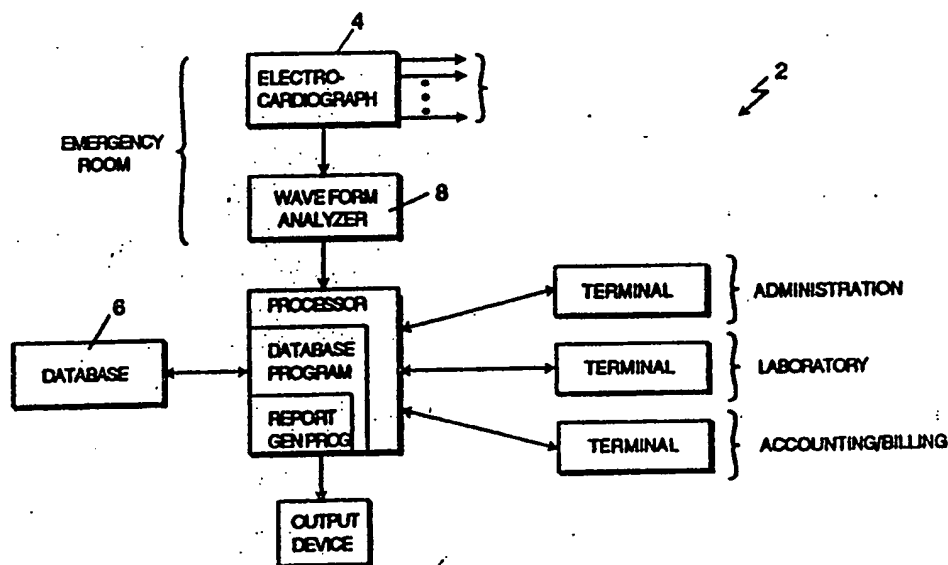 4
ELECTRO-
CARDIOGRAPH
2
EMERGENCY
ROOM
WAVE FORM
ANALYZER
8
PROCESSOR
DATABASE
PROGRAM
REPORT
GEN PROG
6
DATABASE
TERMINAL
ADMINISTRATION
TERMINAL
LABORATORY
TERMINAL
ACCOUNTING/BILLING
OUTPUT
DEVICE